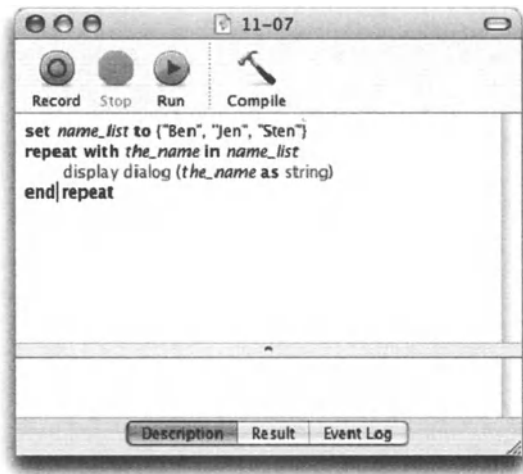 11-07
Record Stop Run Compile
set name_list to {"Ben", "Jen", "Sten"}
repeat with the_name in name_list
display dialog (the_name as string)
end repeat
Description Result Event Log